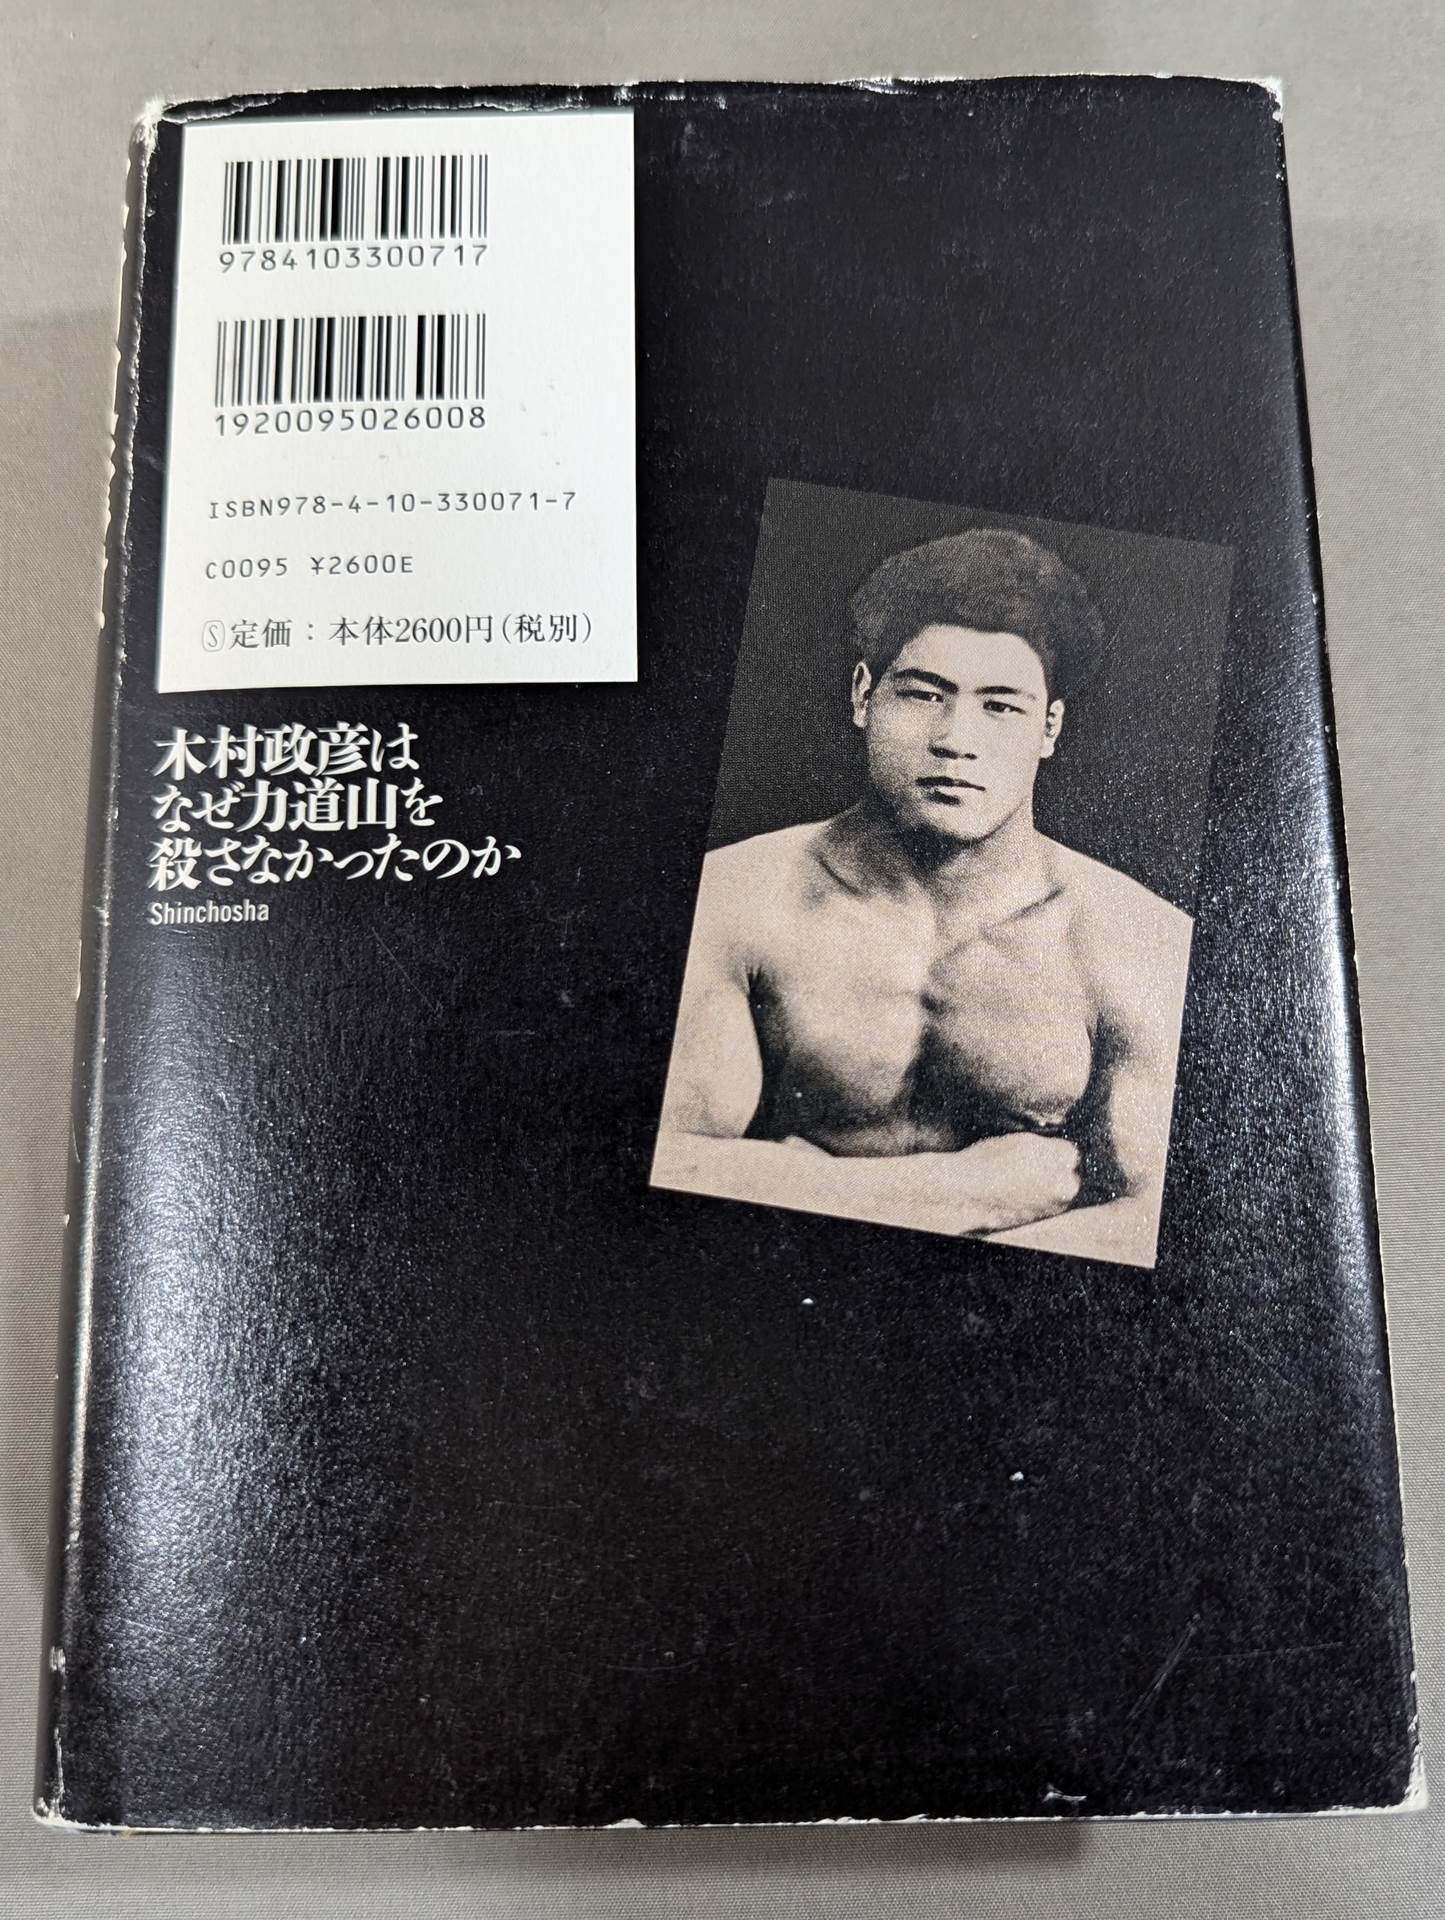 9784103300717
1920095026008
ISBN978-4-10-330071-7
C0095 ¥2600E
Ⓢ定価：本体2600円（税別）
木村政彦は
なぜ力道山を
殺さなかったのか
Shinchosha